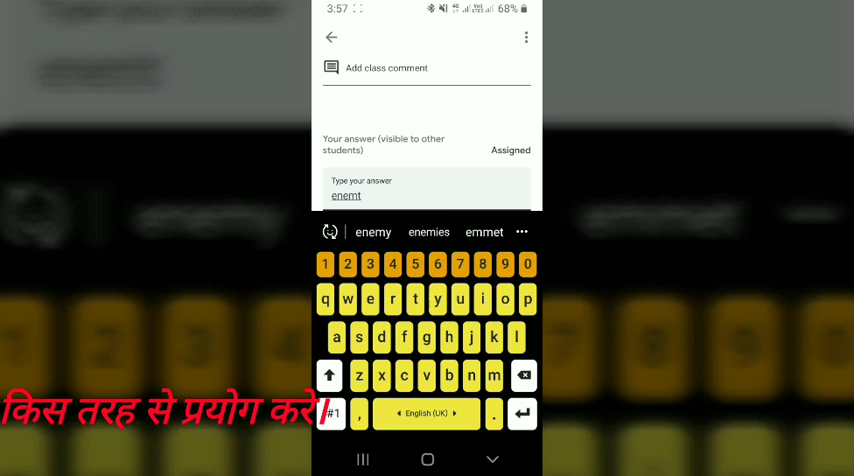 3:57 68%
Add class comment
Your answer (visible to other
students)
Assigned
Type your answer
enemt
enemy enemies emmet
1 2 3 4 5 6 7 8 9 0
q w e r t y u i o p
a s d f g h j k l
z x c v b n m
#1 , English (UK) .
किस तरह से प्रयोग करे।